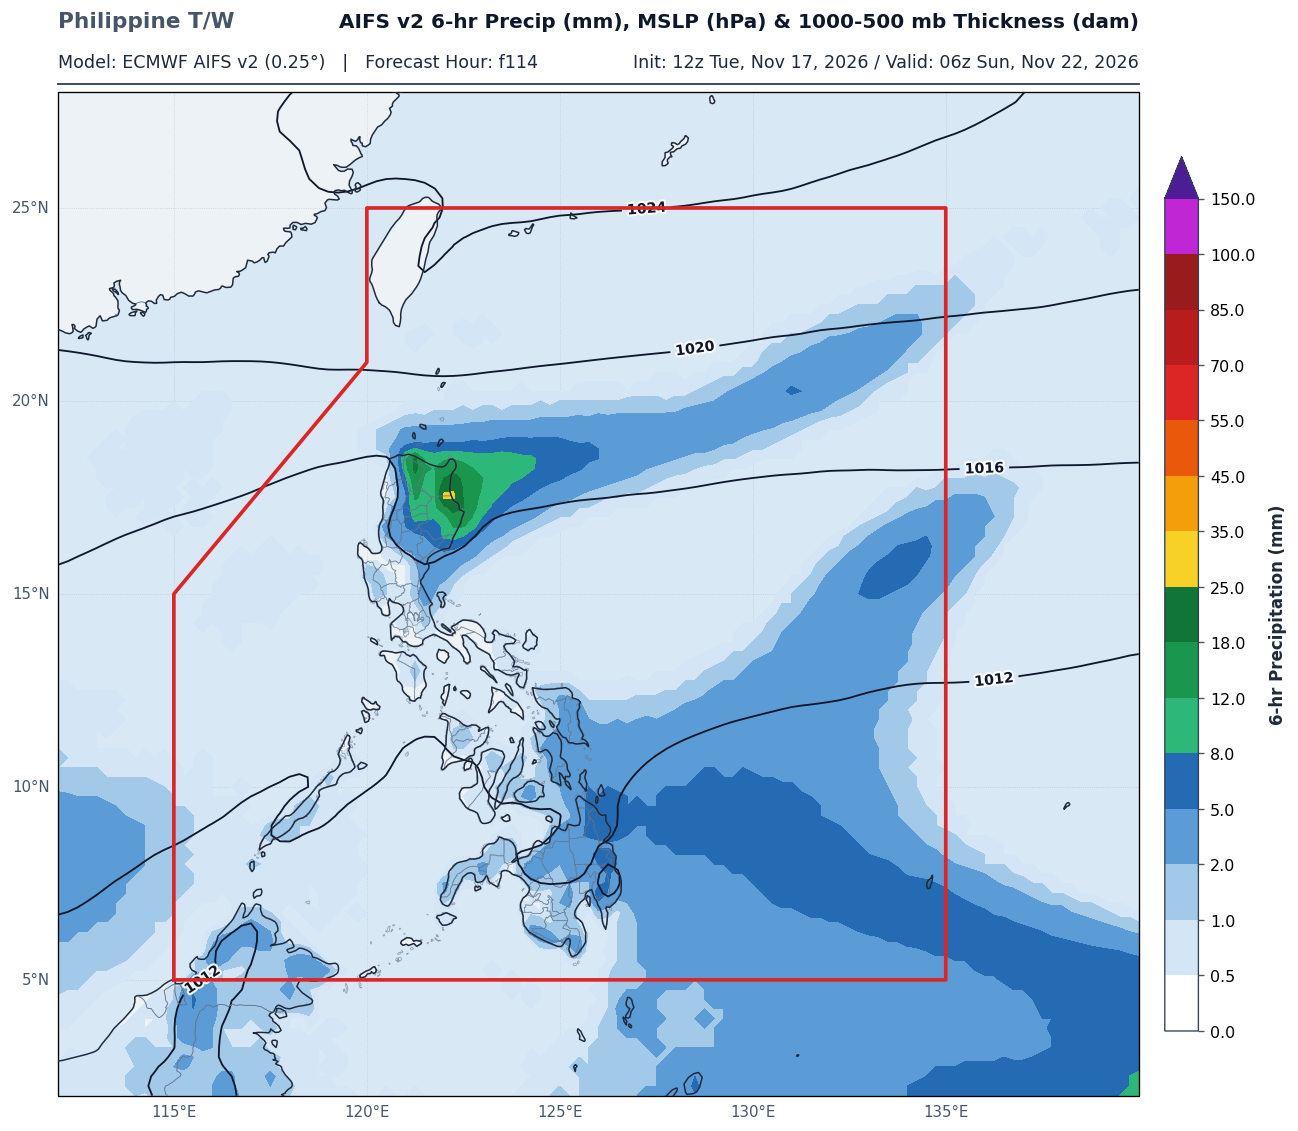 Philippine T/W
AIFS v2 6-hr Precip (mm), MSLP (hPa) & 1000-500 mb Thickness (dam)
Model: ECMWF AIFS v2 (0.25°)   |   Forecast Hour: f114
Init: 12z Tue, Nov 17, 2026 / Valid: 06z Sun, Nov 22, 2026
25°N
20°N
15°N
10°N
5°N
115°E
120°E
125°E
130°E
135°E
1024
1020
1016
1012
1012
150.0
100.0
85.0
70.0
55.0
45.0
35.0
25.0
18.0
12.0
8.0
5.0
2.0
1.0
0.5
0.0
6-hr Precipitation (mm)